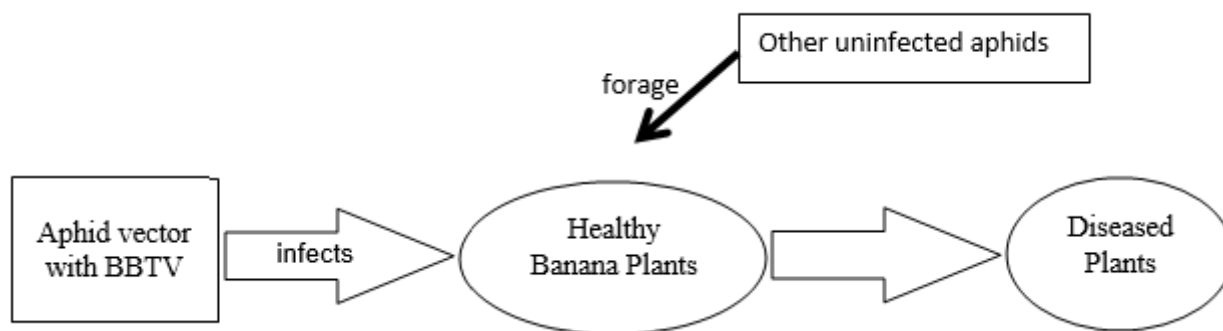 Other uninfected aphids
forage
Aphid vector
with BBTV
infects
Healthy
Banana Plants
Diseased
Plants